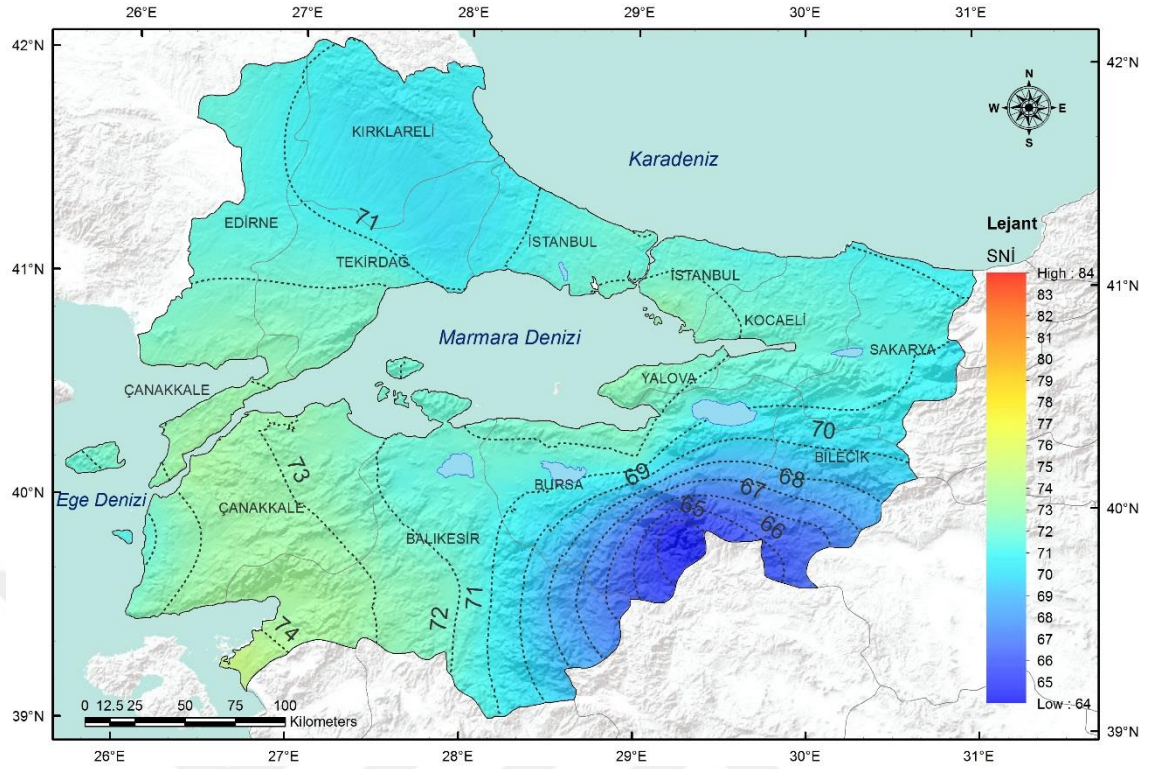 26°E 27°E 28°E 29°E 30°E 31°E
42°N
42°N
N
W E
S
KIRKLARELİ
Karadeniz
EDİRNE
71
İSTANBUL
TEKİRDAĞ
Lejant
SNİ
41°N
41°N
İSTANBUL
High : 84
83
82
81
80
79
78
77
76
75
74
73
72
71
70
69
68
67
66
65
Low : 64
KOCAELİ
Marmara Denizi
SAKARYA
ÇANAKKALE
YALOVA
70
BİLECİK
73
69
68
67
BURSA
65
66
40°N
40°N
Ege Denizi
ÇANAKKALE
BALIKESİR
71
72
74
0 12.5 25 50 75 100
Kilometers
39°N
39°N
26°E 27°E 28°E 29°E 30°E 31°E